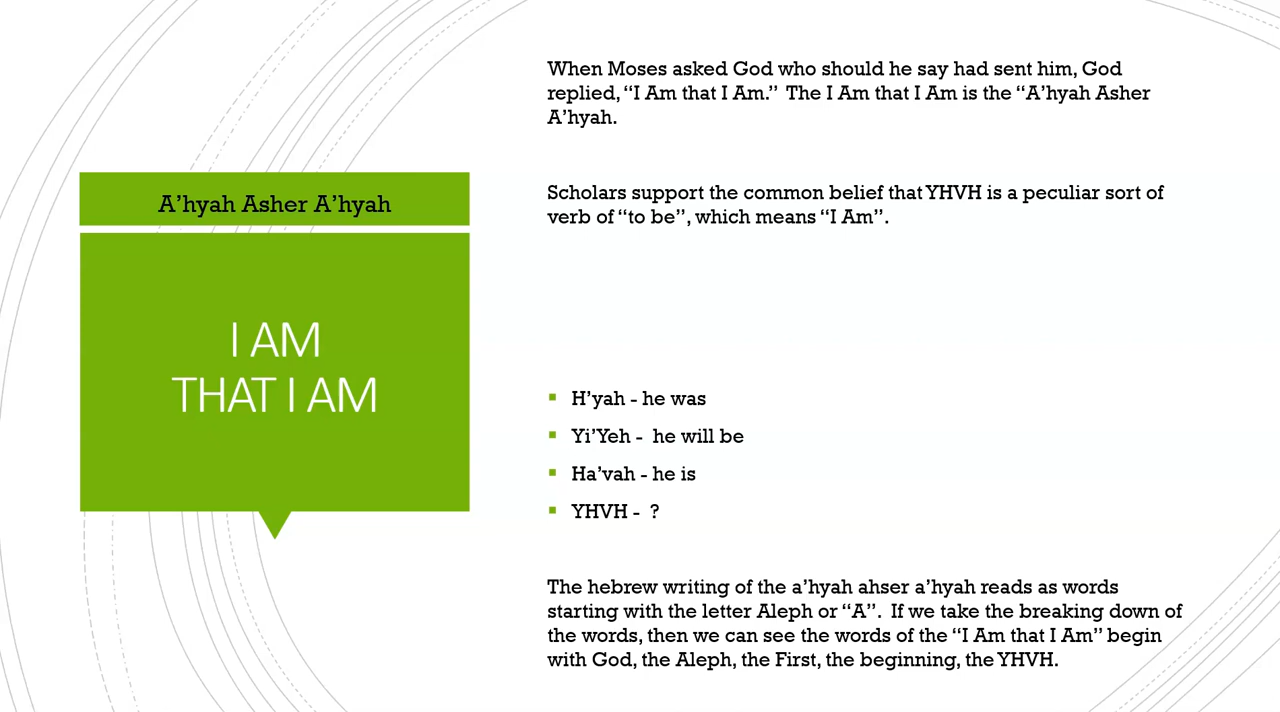 A’hyah Asher A’hyah
I AM
THAT I AM
When Moses asked God who should he say had sent him, God
replied, “I Am that I Am.”  The I Am that I Am is the “A’hyah Asher
A’hyah.
Scholars support the common belief that YHVH is a peculiar sort of
verb of “to be”, which means “I Am”.
▪ H’yah - he was
▪ Yi’Yeh -  he will be
▪ Ha’vah - he is
▪ YHVH -  ?
The hebrew writing of the a’hyah ahser a’hyah reads as words
starting with the letter Aleph or “A”.  If we take the breaking down of
the words, then we can see the words of the “I Am that I Am” begin
with God, the Aleph, the First, the beginning, the YHVH.